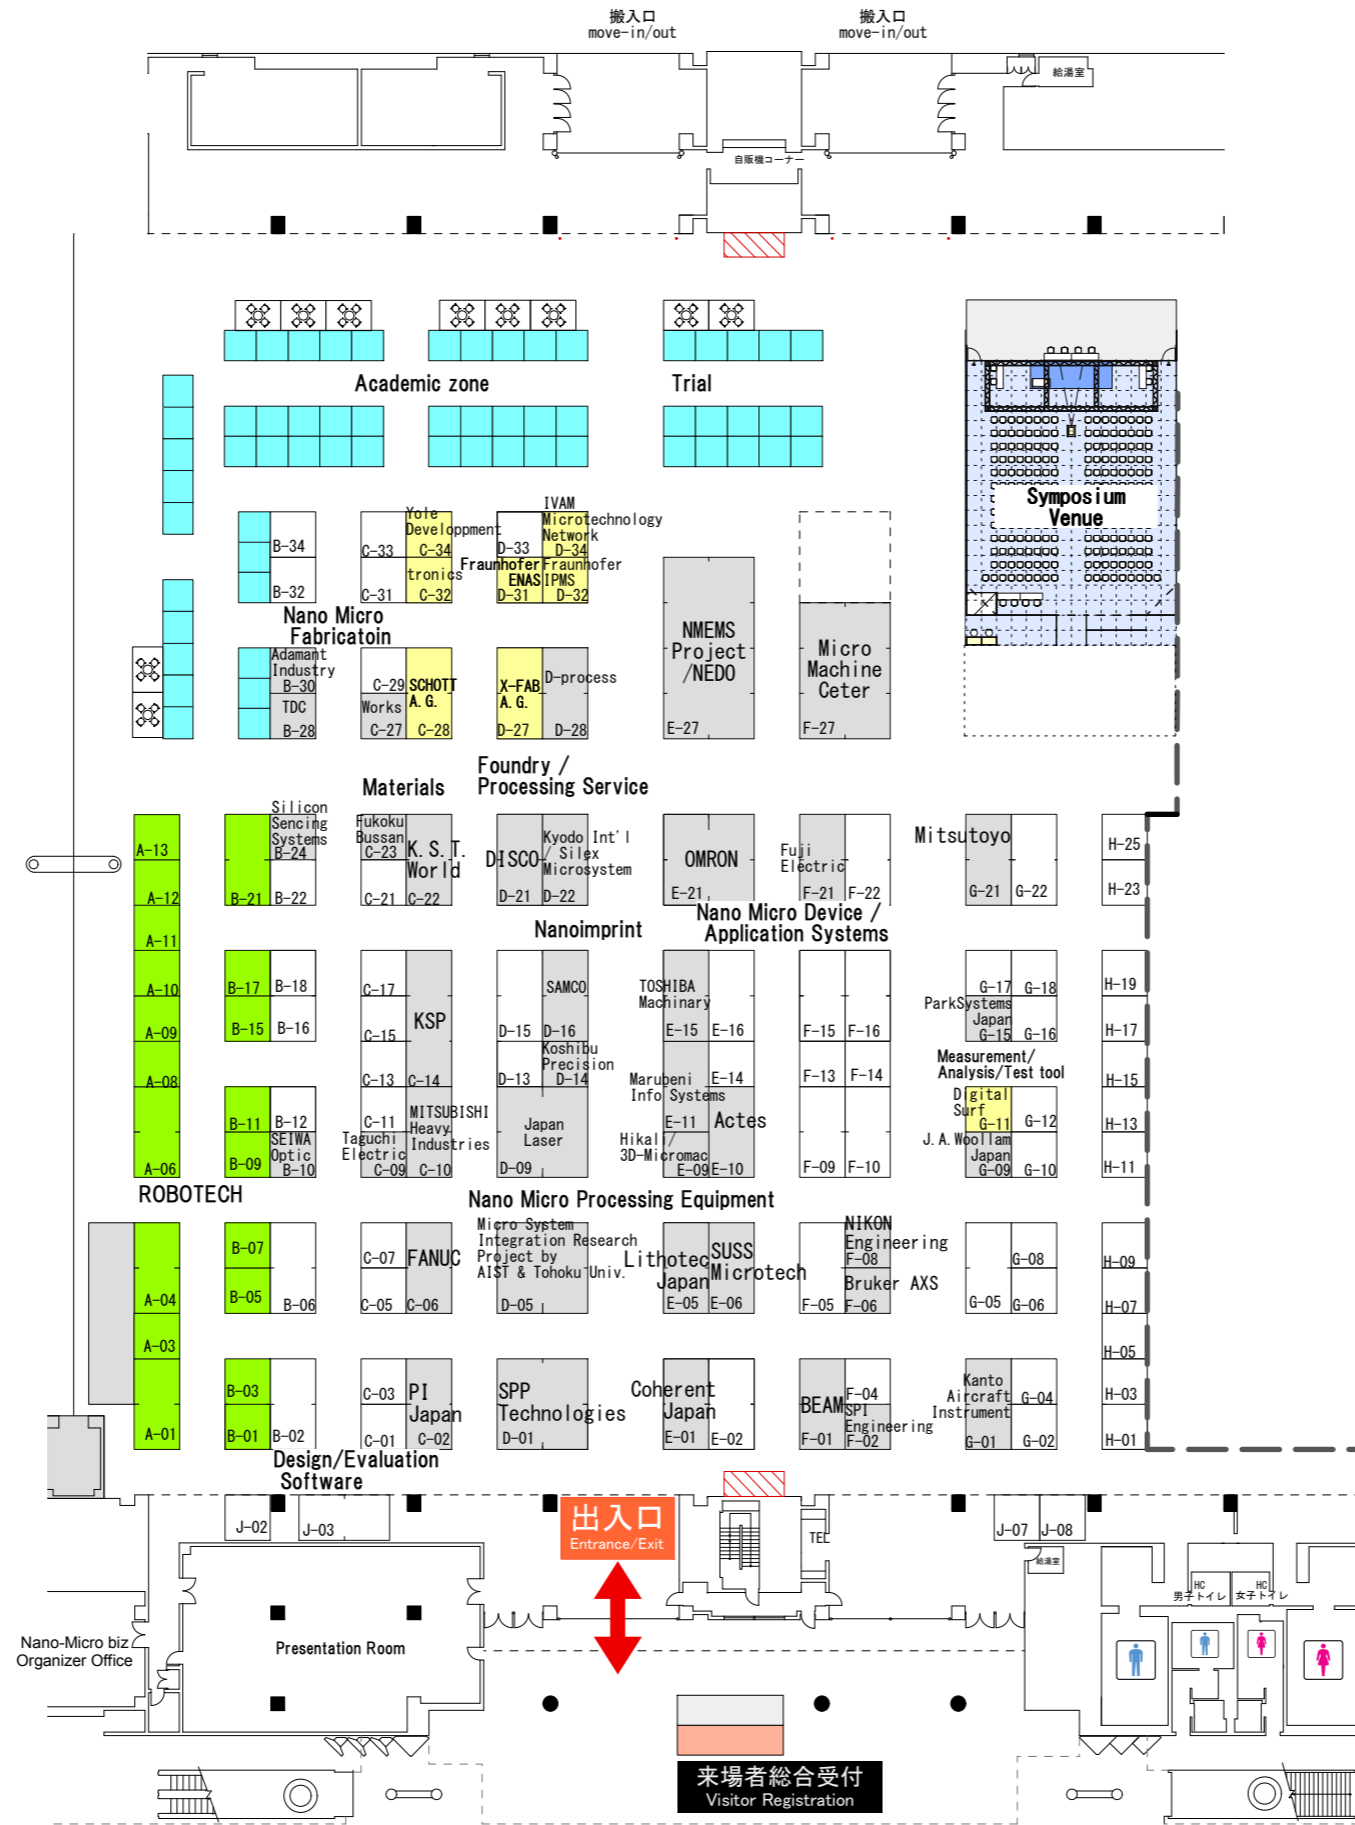 搬入口
move-in/out
搬入口
move-in/out
給湯室
自販機コーナー
Academic zone
Trial
Symposium
Venue
Yole
Developpment
C-34
IVAM
Microtechnology
Network
D-34
B-34
C-33
D-33
B-32
C-31
tronics
C-32
Fraunhofer
ENAS
D-31
Fraunhofer
IPMS
D-32
Nano Micro
Fabricatoin
NMEMS
Project
/NEDO
E-27
Micro
Machine
Ceter
F-27
Adamant
Industry
B-30
TDC
B-28
C-29
Works
C-27
SCHOTT
A.G.
C-28
X-FAB
A.G.
D-27
D-process
D-28
Materials
Foundry /
Processing Service
A-13
A-12
A-11
B-21
Silicon
Sencing
Systems
B-24
B-22
Fukoku
Bussan
C-23
C-21
K.S.T.
World
C-22
DISCO
D-21
Kyodo Int'l
/ Silex
Microsystem
D-22
OMRON
E-21
Fuji
Electric
F-21
F-22
Mitsutoyo
G-21
G-22
H-25
H-23
Nanoimprint
Nano Micro Device /
Application Systems
A-10
A-09
A-08
B-17
B-18
B-15
B-16
C-17
C-15
C-13
KSP
C-14
D-15
D-13
SAMCO
D-16
Koshibu
Precision
D-14
TOSHIBA
Machinary
E-15
E-16
E-14
F-15
F-16
F-13
F-14
G-17
G-18
ParkSystems
Japan
G-15
G-16
H-19
H-17
H-15
Measurement/
Analysis/Test tool
A-06
B-11
B-12
B-09
SEIWA
Optic
B-10
C-11
Taguchi
Electric
C-09
MITSUBISHI
Heavy
Industries
C-10
Japan
Laser
D-09
Marubeni
Info Systems
E-11
Hikali/
3D-Micromac
E-09
Actes
E-10
F-09
F-10
Digital
Surf
G-11
G-12
J.A.Woollam
Japan
G-09
G-10
H-13
H-11
ROBOTECH
Nano Micro Processing Equipment
A-04
A-03
B-07
B-05
B-06
C-07
C-05
FANUC
C-06
Micro System
Integration Research
Project by
AIST & Tohoku Univ.
D-05
Lithotec
Japan
E-05
SUSS
Microtech
E-06
F-05
NIKON
Engineering
F-08
Bruker AXS
F-06
G-05
G-08
G-06
H-09
H-07
H-05
A-01
B-03
B-01
B-02
C-03
C-01
PI
Japan
C-02
SPP
Technologies
D-01
Coherent
Japan
E-01
E-02
BEAM
F-01
F-04
SPI
Engineering
F-02
Kanto
Aircraft
Instrument
G-01
G-04
G-02
H-03
H-01
Design/Evaluation
Software
J-02
J-03
出入口
Entrance/Exit
TEL
J-07
J-08
給湯室
HC
男子トイレ
HC
女子トイレ
Nano-Micro biz
Organizer Office
Presentation Room
来場者総合受付
Visitor Registration